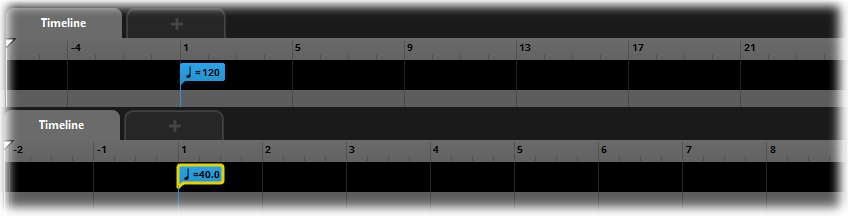 Timeline +
-4 1 5 9 13 17 21
♩ = 120
Timeline +
-2 -1 1 2 3 4 5 6 7 8
♩ =40.0